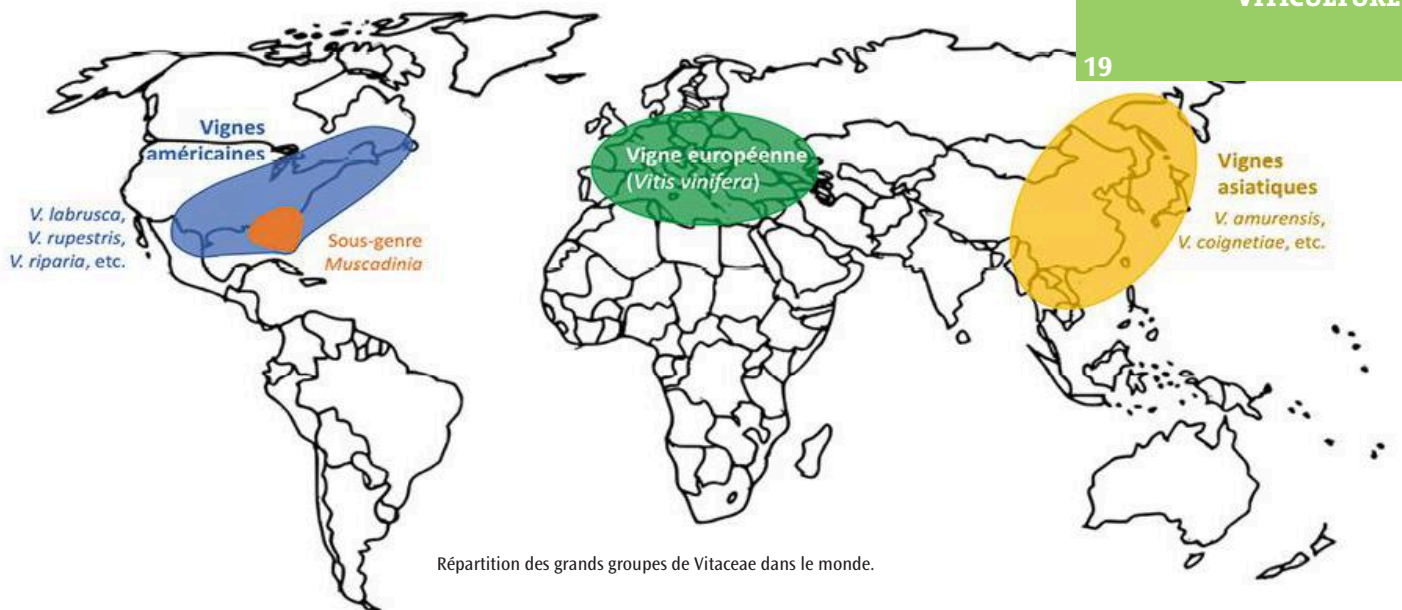 VITICULTURE
19
Vignes
américaines
V. labrusca,
V. rupestris,
V. riparia, etc.
Sous-genre
Muscadinia
Vigne européenne
(Vitis vinifera)
Vignes
asiatiques
V. amurensis,
V. coignetiae, etc.
Répartition des grands groupes de Vitaceae dans le monde.